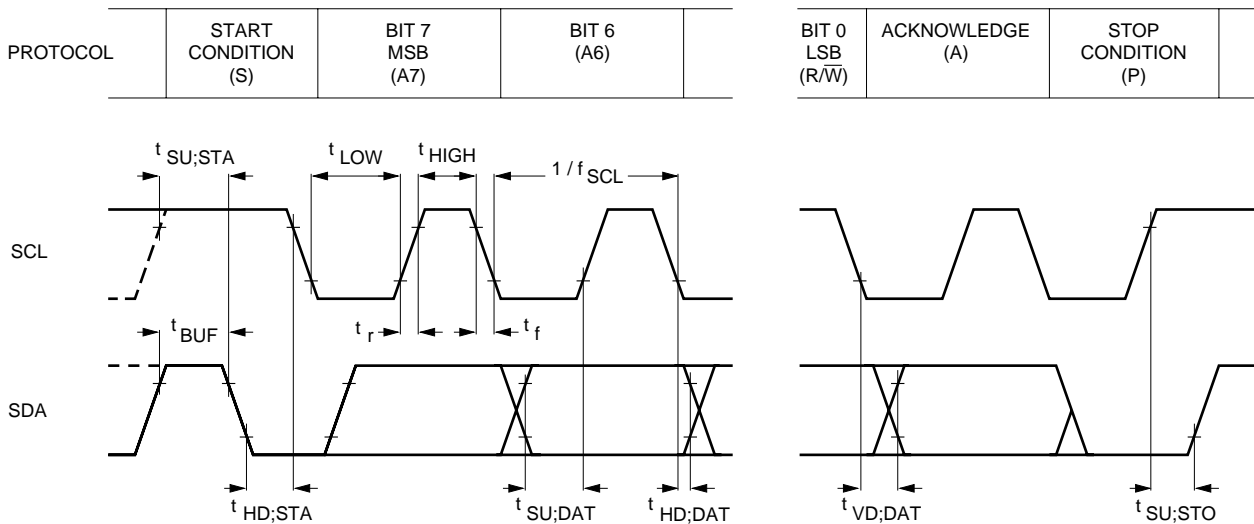 PROTOCOL
START
CONDITION
(S)
BIT 7
MSB
(A7)
BIT 6
(A6)
BIT 0
LSB
(R/W̅)
ACKNOWLEDGE
(A)
STOP
CONDITION
(P)
t SU;STA
t LOW
t HIGH
1 / f SCL
SCL
t BUF
t r
t f
SDA
t HD;STA
t SU;DAT
t HD;DAT
t VD;DAT
t SU;STO